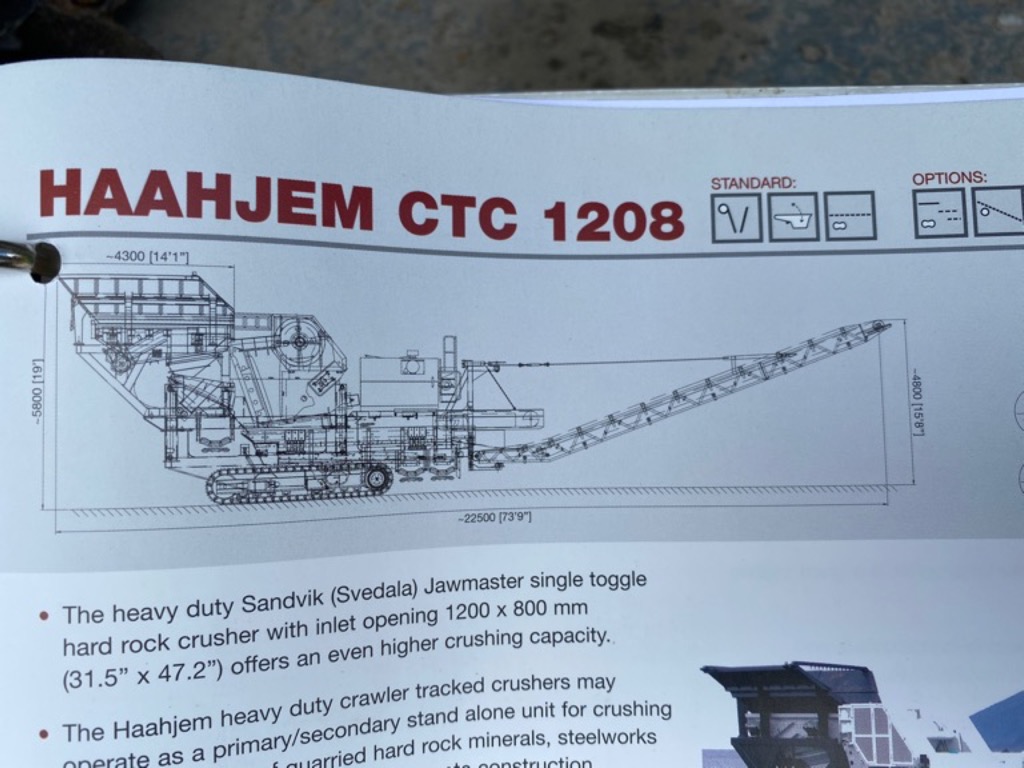 HAAHJEM CTC 1208
STANDARD:
OPTIONS:
~4300 [14'1"]
~5800 [19']
~4800 [15'8"]
~22500 [73'9"]
• The heavy duty Sandvik (Svedala) Jawmaster single toggle
hard rock crusher with inlet opening 1200 x 800 mm
(31.5” x 47.2”) offers an even higher crushing capacity.
• The Haahjem heavy duty crawler tracked crushers may
operate as a primary/secondary stand alone unit for crushing
quarried hard rock minerals, steelworks
construction